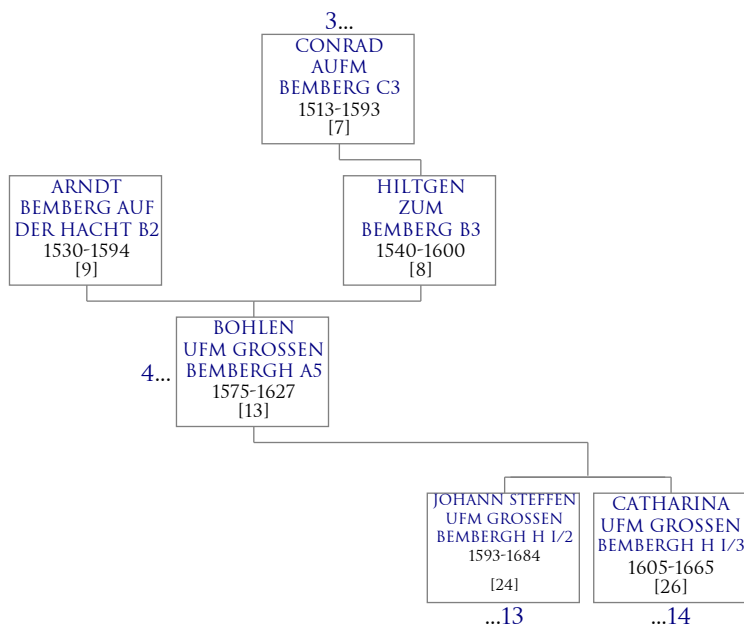 3...
CONRAD
AUFM
BEMBERG C3
1513-1593
[7]
ARNDT
BEMBERG AUF
DER HACHT B2
1530-1594
[9]
HILTGEN
ZUM
BEMBERG B3
1540-1600
[8]
4...
BOHLEN
UFM GROSSEN
BEMBERGH A5
1575-1627
[13]
JOHANN STEFFEN
UFM GROSSEN
BEMBERGH H I/2
1593-1684
[24]
...13
CATHARINA
UFM GROSSEN
BEMBERGH H I/3
1605-1665
[26]
...14